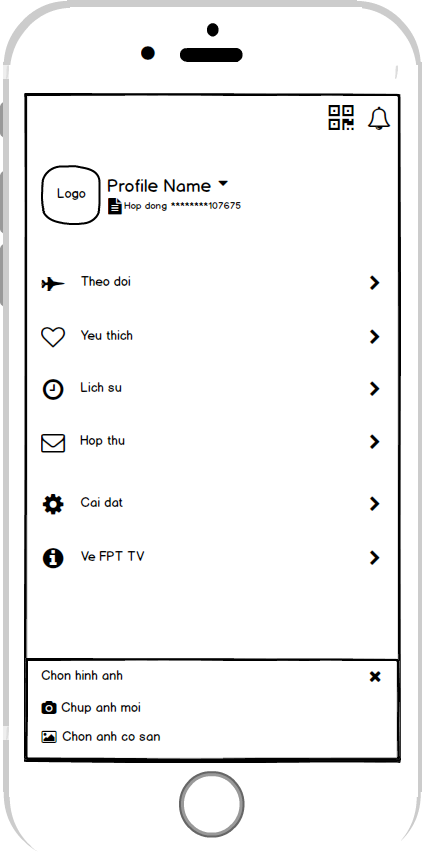 Logo
Profile Name
Hop dong ********107675
Theo doi
Yeu thich
Lich su
Hop thu
Cai dat
Ve FPT TV
Chon hinh anh
Chup anh moi
Chon anh co san